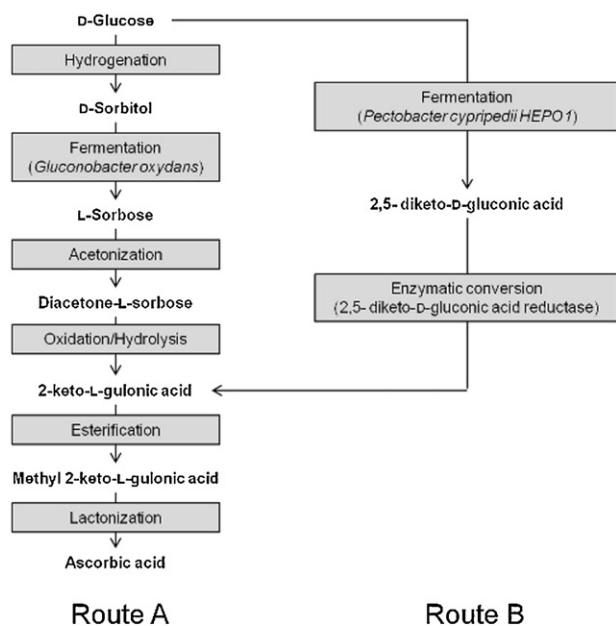 D-Glucose
Hydrogenation
D-Sorbitol
Fermentation
(Gluconobacter oxydans)
L-Sorbose
Acetonization
Diacetone-L-sorbose
Oxidation/Hydrolysis
2-keto-L-gulonic acid
Esterification
Methyl 2-keto-L-gulonic acid
Lactonization
Ascorbic acid
Route A
Fermentation
(Pectobacter cypripedii HEPO1)
2,5- diketo-D-gluconic acid
Enzymatic conversion
(2,5- diketo-D-gluconic acid reductase)
Route B